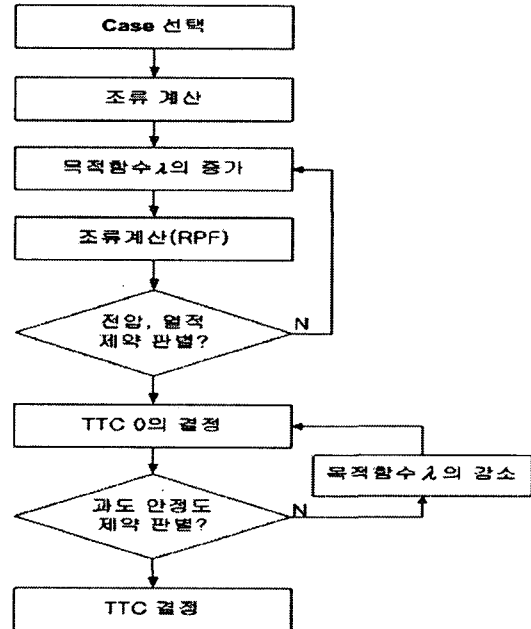 Case 선택
조류 계산
목적함수 λ의 증가
조류계산(RPF)
전압, 열적
제약 판별?
N
TTC 0의 결정
목적함수 λ의 감소
과도 안정도
제약 판별?
N
TTC 결정